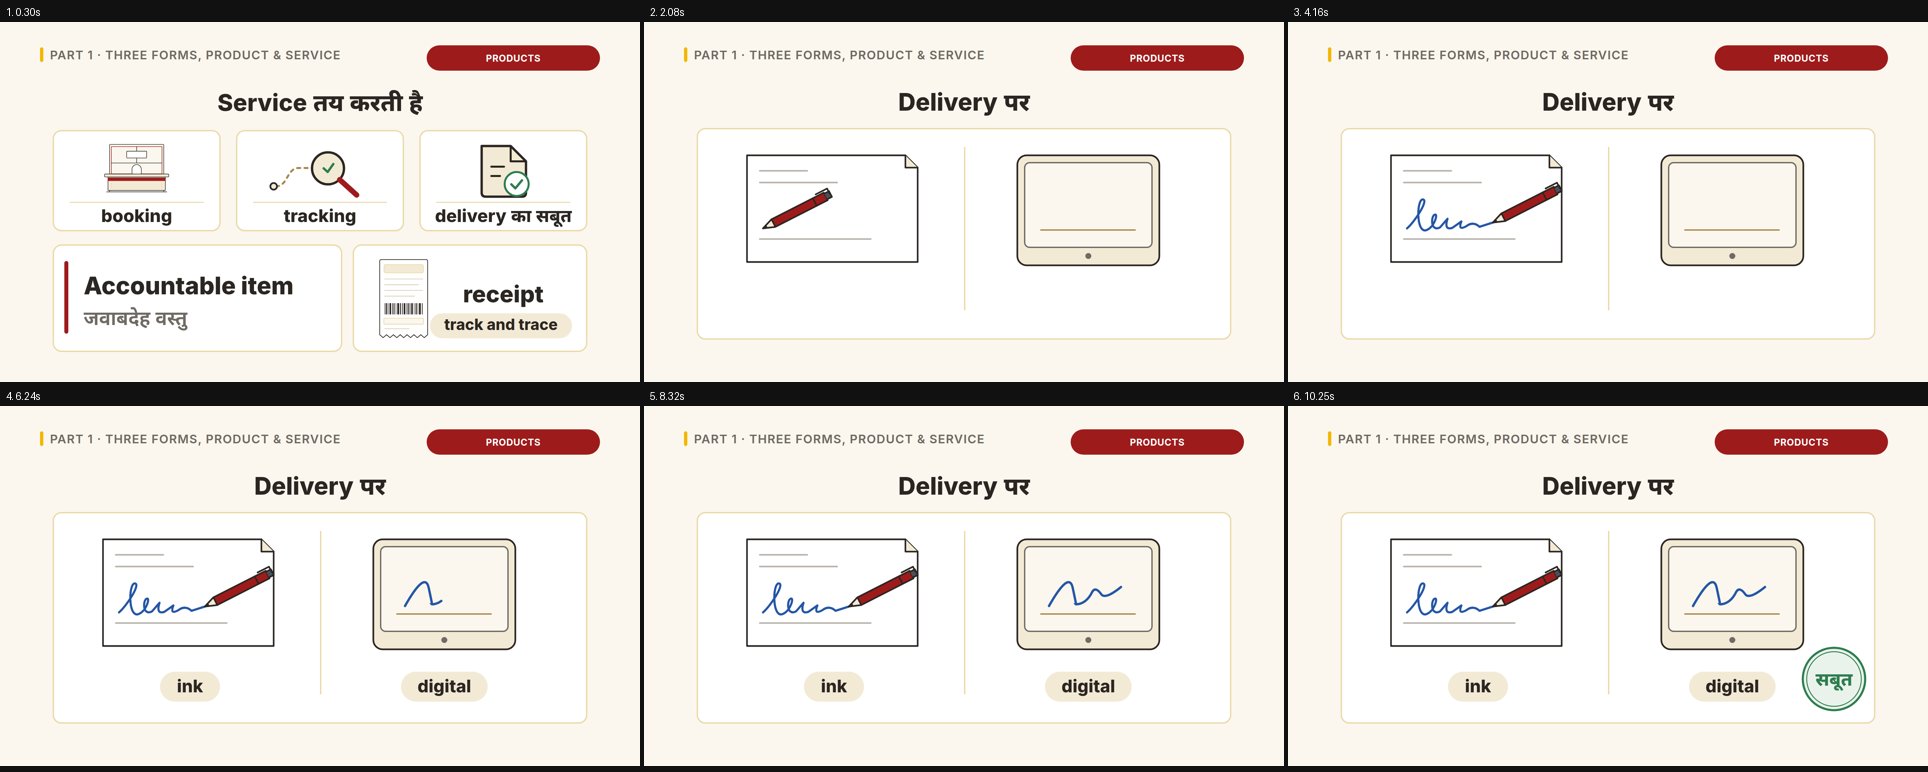 1. 0.30s
PART 1 · THREE FORMS, PRODUCT & SERVICE
PRODUCTS
Service तय करती है
booking
tracking
delivery का सबूत
Accountable item
जवाबदेह वस्तु
receipt
track and trace
2. 2.08s
PART 1 · THREE FORMS, PRODUCT & SERVICE
PRODUCTS
Delivery पर
3. 4.16s
PART 1 · THREE FORMS, PRODUCT & SERVICE
PRODUCTS
Delivery पर
4. 6.24s
PART 1 · THREE FORMS, PRODUCT & SERVICE
PRODUCTS
Delivery पर
ink
digital
5. 8.32s
PART 1 · THREE FORMS, PRODUCT & SERVICE
PRODUCTS
Delivery पर
ink
digital
6. 10.25s
PART 1 · THREE FORMS, PRODUCT & SERVICE
PRODUCTS
Delivery पर
ink
digital
सबूत